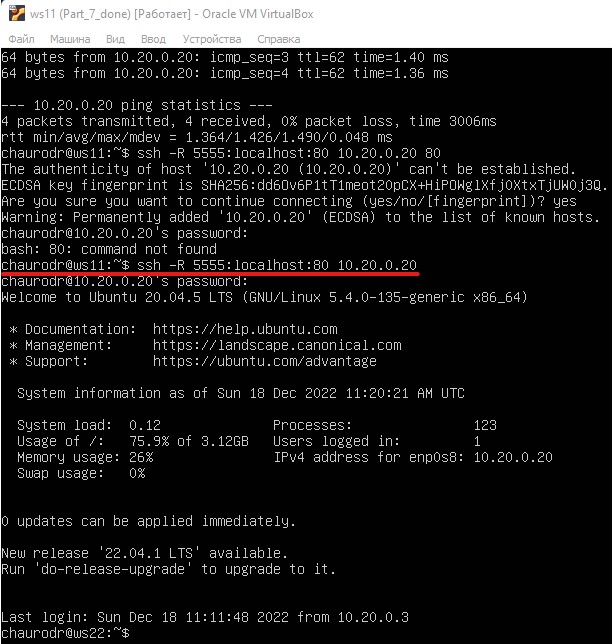 ws11 (Part_7_done) [Работает] - Oracle VM VirtualBox
Файл Машина Вид Ввод Устройства Справка
64 bytes from 10.20.0.20: icmp_seq=3 ttl=62 time=1.40 ms
64 bytes from 10.20.0.20: icmp_seq=4 ttl=62 time=1.36 ms
--- 10.20.0.20 ping statistics ---
4 packets transmitted, 4 received, 0% packet loss, time 3006ms
rtt min/avg/max/mdev = 1.364/1.426/1.490/0.048 ms
chaurodr@ws11:~$ ssh -R 5555:localhost:80 10.20.0.20 80
The authenticity of host '10.20.0.20 (10.20.0.20)' can't be established.
ECDSA key fingerprint is SHA256:dd6Ov6P1tT1meot2OpCX+HiPOWglXfjOXtxTjUWOj3Q.
Are you sure you want to continue connecting (yes/no/[fingerprint])? yes
Warning: Permanently added '10.20.0.20' (ECDSA) to the list of known hosts.
chaurodr@10.20.0.20's password:
bash: 80: command not found
chaurodr@ws11:~$ ssh -R 5555:localhost:80 10.20.0.20
chaurodr@10.20.0.20's password:
Welcome to Ubuntu 20.04.5 LTS (GNU/Linux 5.4.0-135-generic x86_64)
* Documentation: https://help.ubuntu.com
* Management: https://landscape.canonical.com
* Support: https://ubuntu.com/advantage
System information as of Sun 18 Dec 2022 11:20:21 AM UTC
System load: 0.12 Processes: 123
Usage of /: 75.9% of 3.12GB Users logged in: 1
Memory usage: 26% IPv4 address for enp0s8: 10.20.0.20
Swap usage: 0%
0 updates can be applied immediately.
New release '22.04.1 LTS' available.
Run 'do-release-upgrade' to upgrade to it.
Last login: Sun Dec 18 11:11:48 2022 from 10.20.0.3
chaurodr@ws22:~$